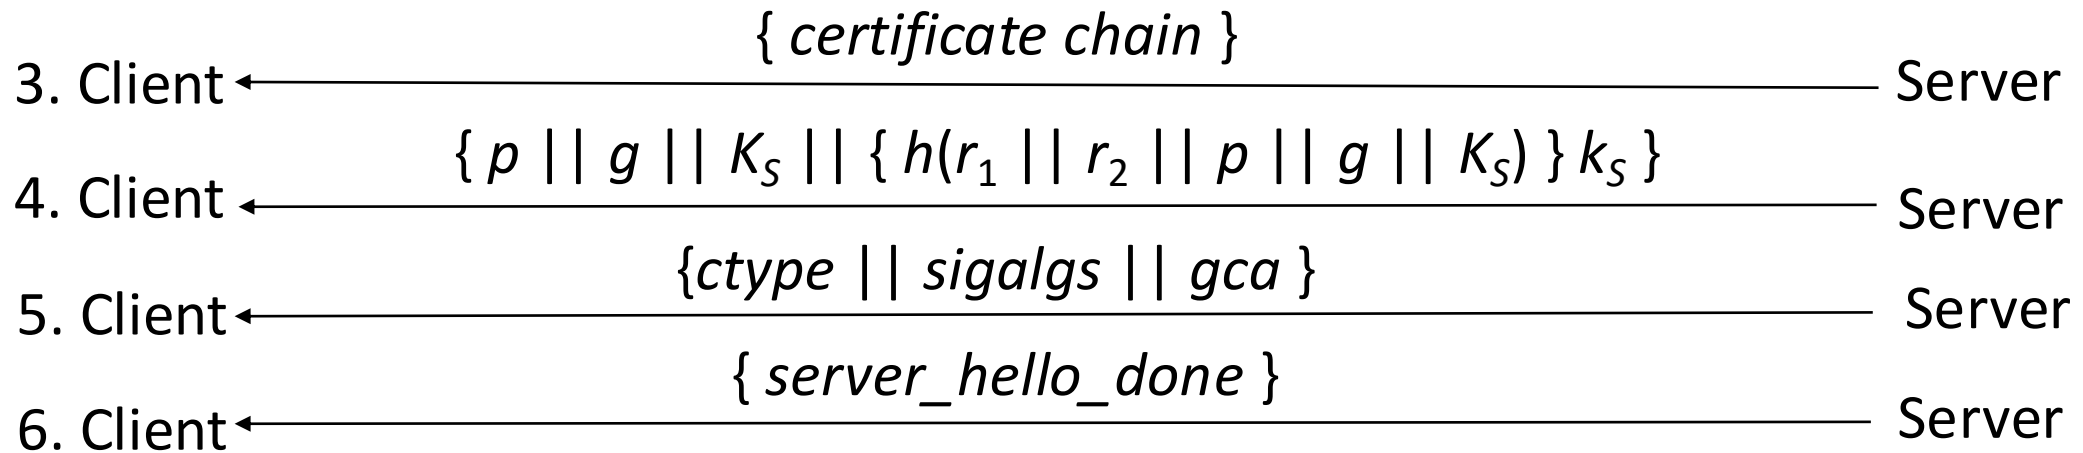 { certificate chain }
3. Client Server
{ p || g || K_S || { h(r_1 || r_2 || p || g || K_S) } k_S }
4. Client Server
{ctype || sigalgs || gca }
5. Client Server
{ server_hello_done }
6. Client Server